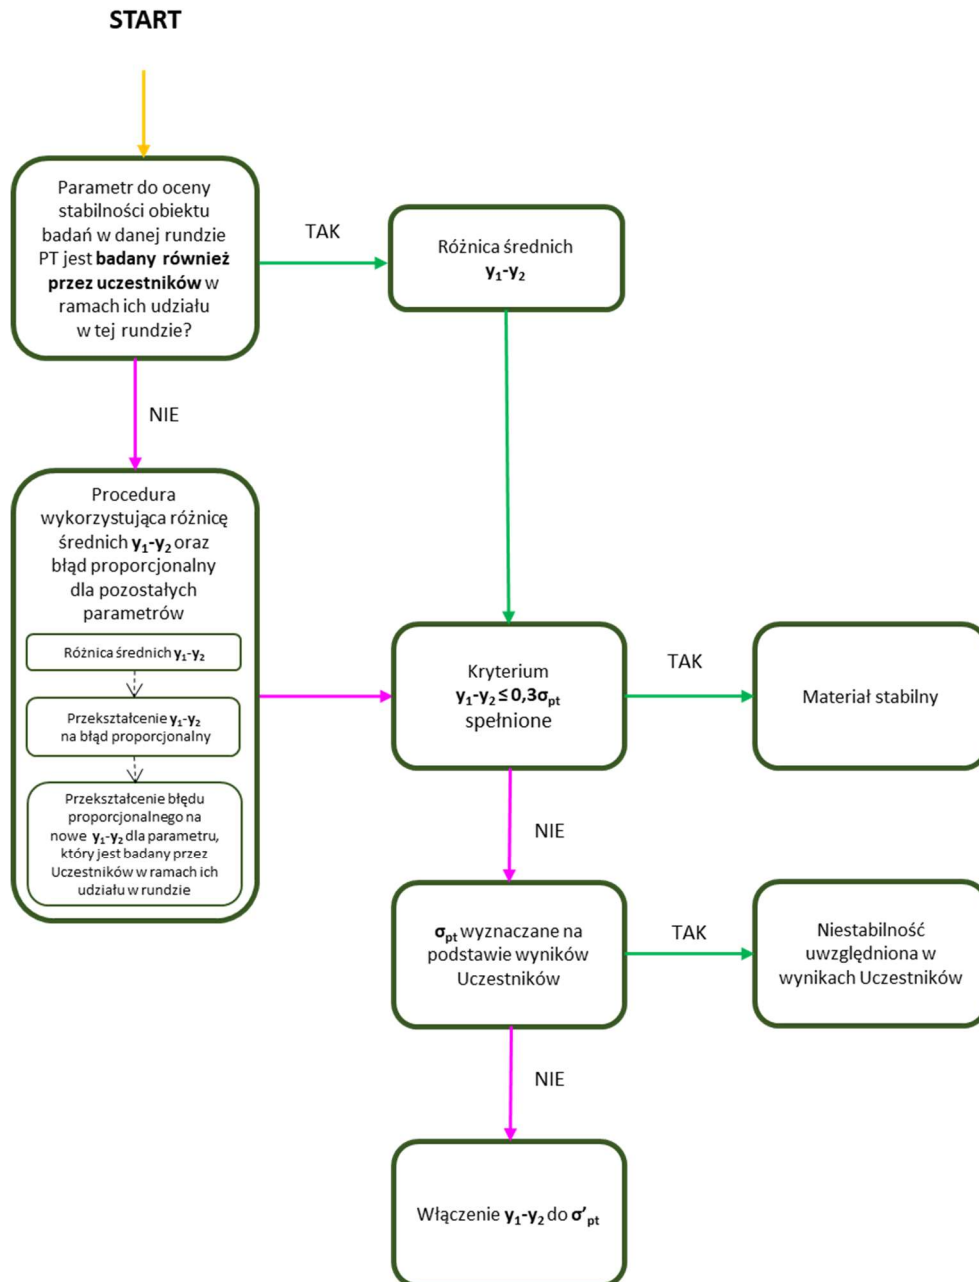 START
Parametr do oceny
stabilności obiektu
badań w danej rundzie
PT jest badany również
przez uczestników w
ramach ich udziału
w tej rundzie?
TAK
Różnica średnich
y₁-y₂
NIE
Procedura
wykorzystująca różnicę
średnich y₁-y₂ oraz
błąd proporcjonalny
dla pozostałych
parametrów
Różnica średnich y₁-y₂
Przekształcenie y₁-y₂
na błąd proporcjonalny
Przekształcenie błędu
proporcjonalnego na
nowe y₁-y₂ dla parametru,
który jest badany przez
Uczestników w ramach ich
udziału w rundzie
Kryterium
y₁-y₂ ≤ 0,3σpt
spełnione
TAK
Materiał stabilny
NIE
σpt wyznaczane na
podstawie wyników
Uczestników
TAK
Niestabilność
uwzględniona w
wynikach Uczestników
NIE
Włączenie y₁-y₂ do σ'pt